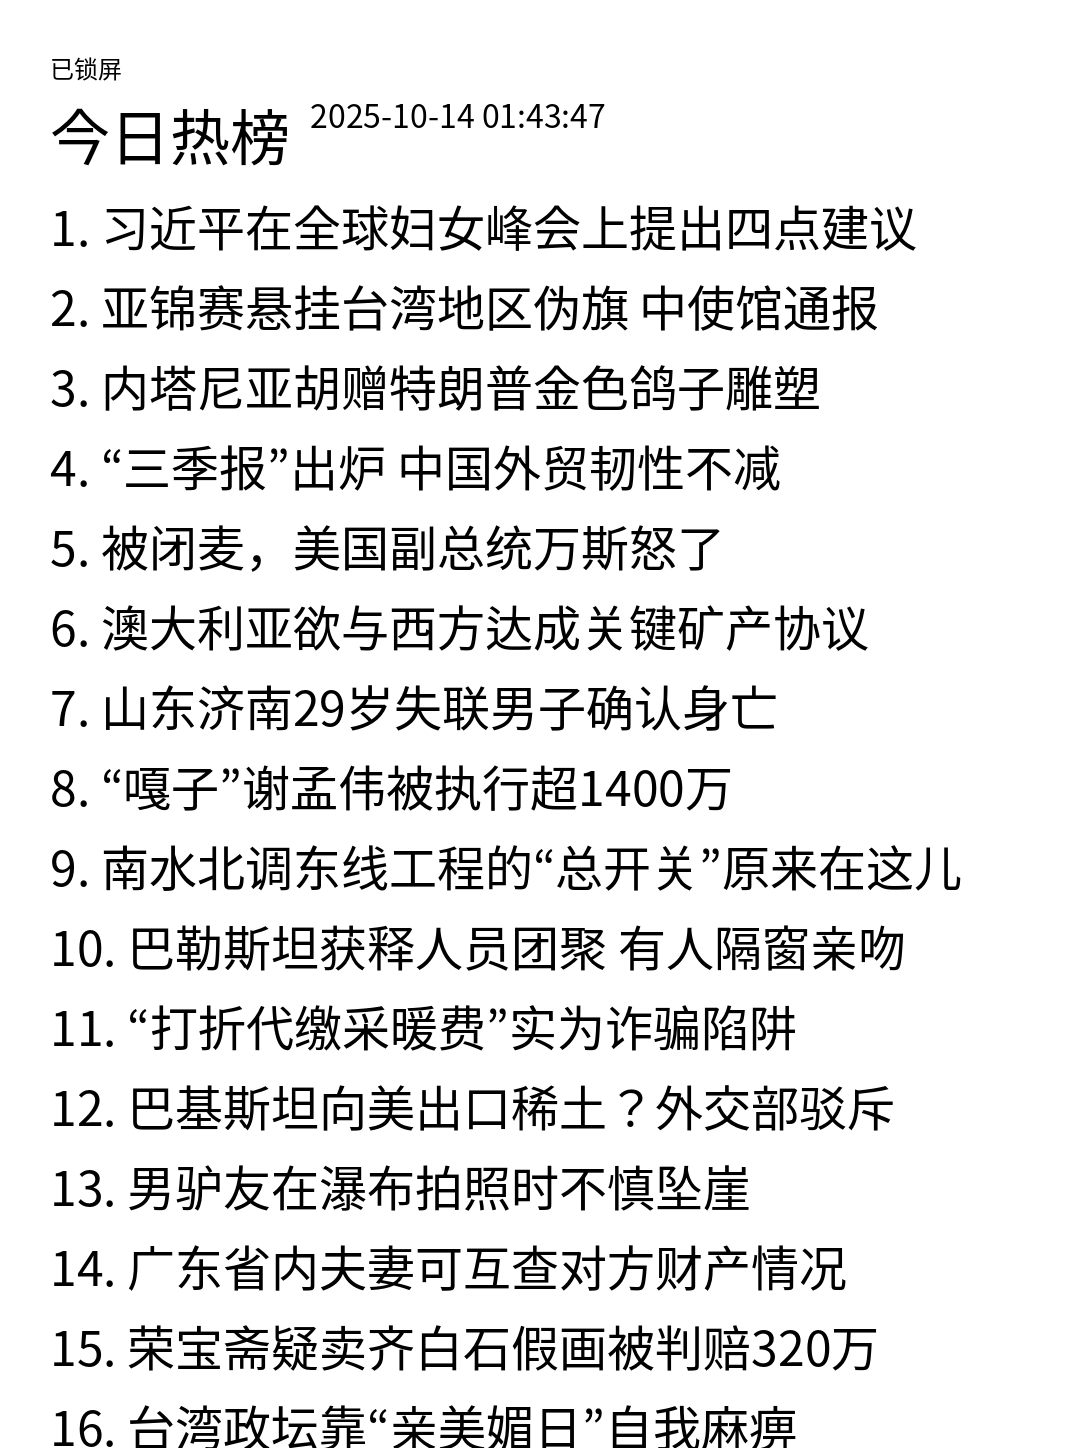 已锁屏
今日热榜 2025-10-14 01:43:47
1. 习近平在全球妇女峰会上提出四点建议
2. 亚锦赛悬挂台湾地区伪旗 中使馆通报
3. 内塔尼亚胡赠特朗普金色鸽子雕塑
4. “三季报”出炉 中国外贸韧性不减
5. 被闭麦，美国副总统万斯怒了
6. 澳大利亚欲与西方达成关键矿产协议
7. 山东济南29岁失联男子确认身亡
8. “嘎子”谢孟伟被执行超1400万
9. 南水北调东线工程的“总开关”原来在这儿
10. 巴勒斯坦获释人员团聚 有人隔窗亲吻
11. “打折代缴采暖费”实为诈骗陷阱
12. 巴基斯坦向美出口稀土？外交部驳斥
13. 男驴友在瀑布拍照时不慎坠崖
14. 广东省内夫妻可互查对方财产情况
15. 荣宝斋疑卖齐白石假画被判赔320万
16. 台湾政坛靠“亲美媚日”自我麻痹